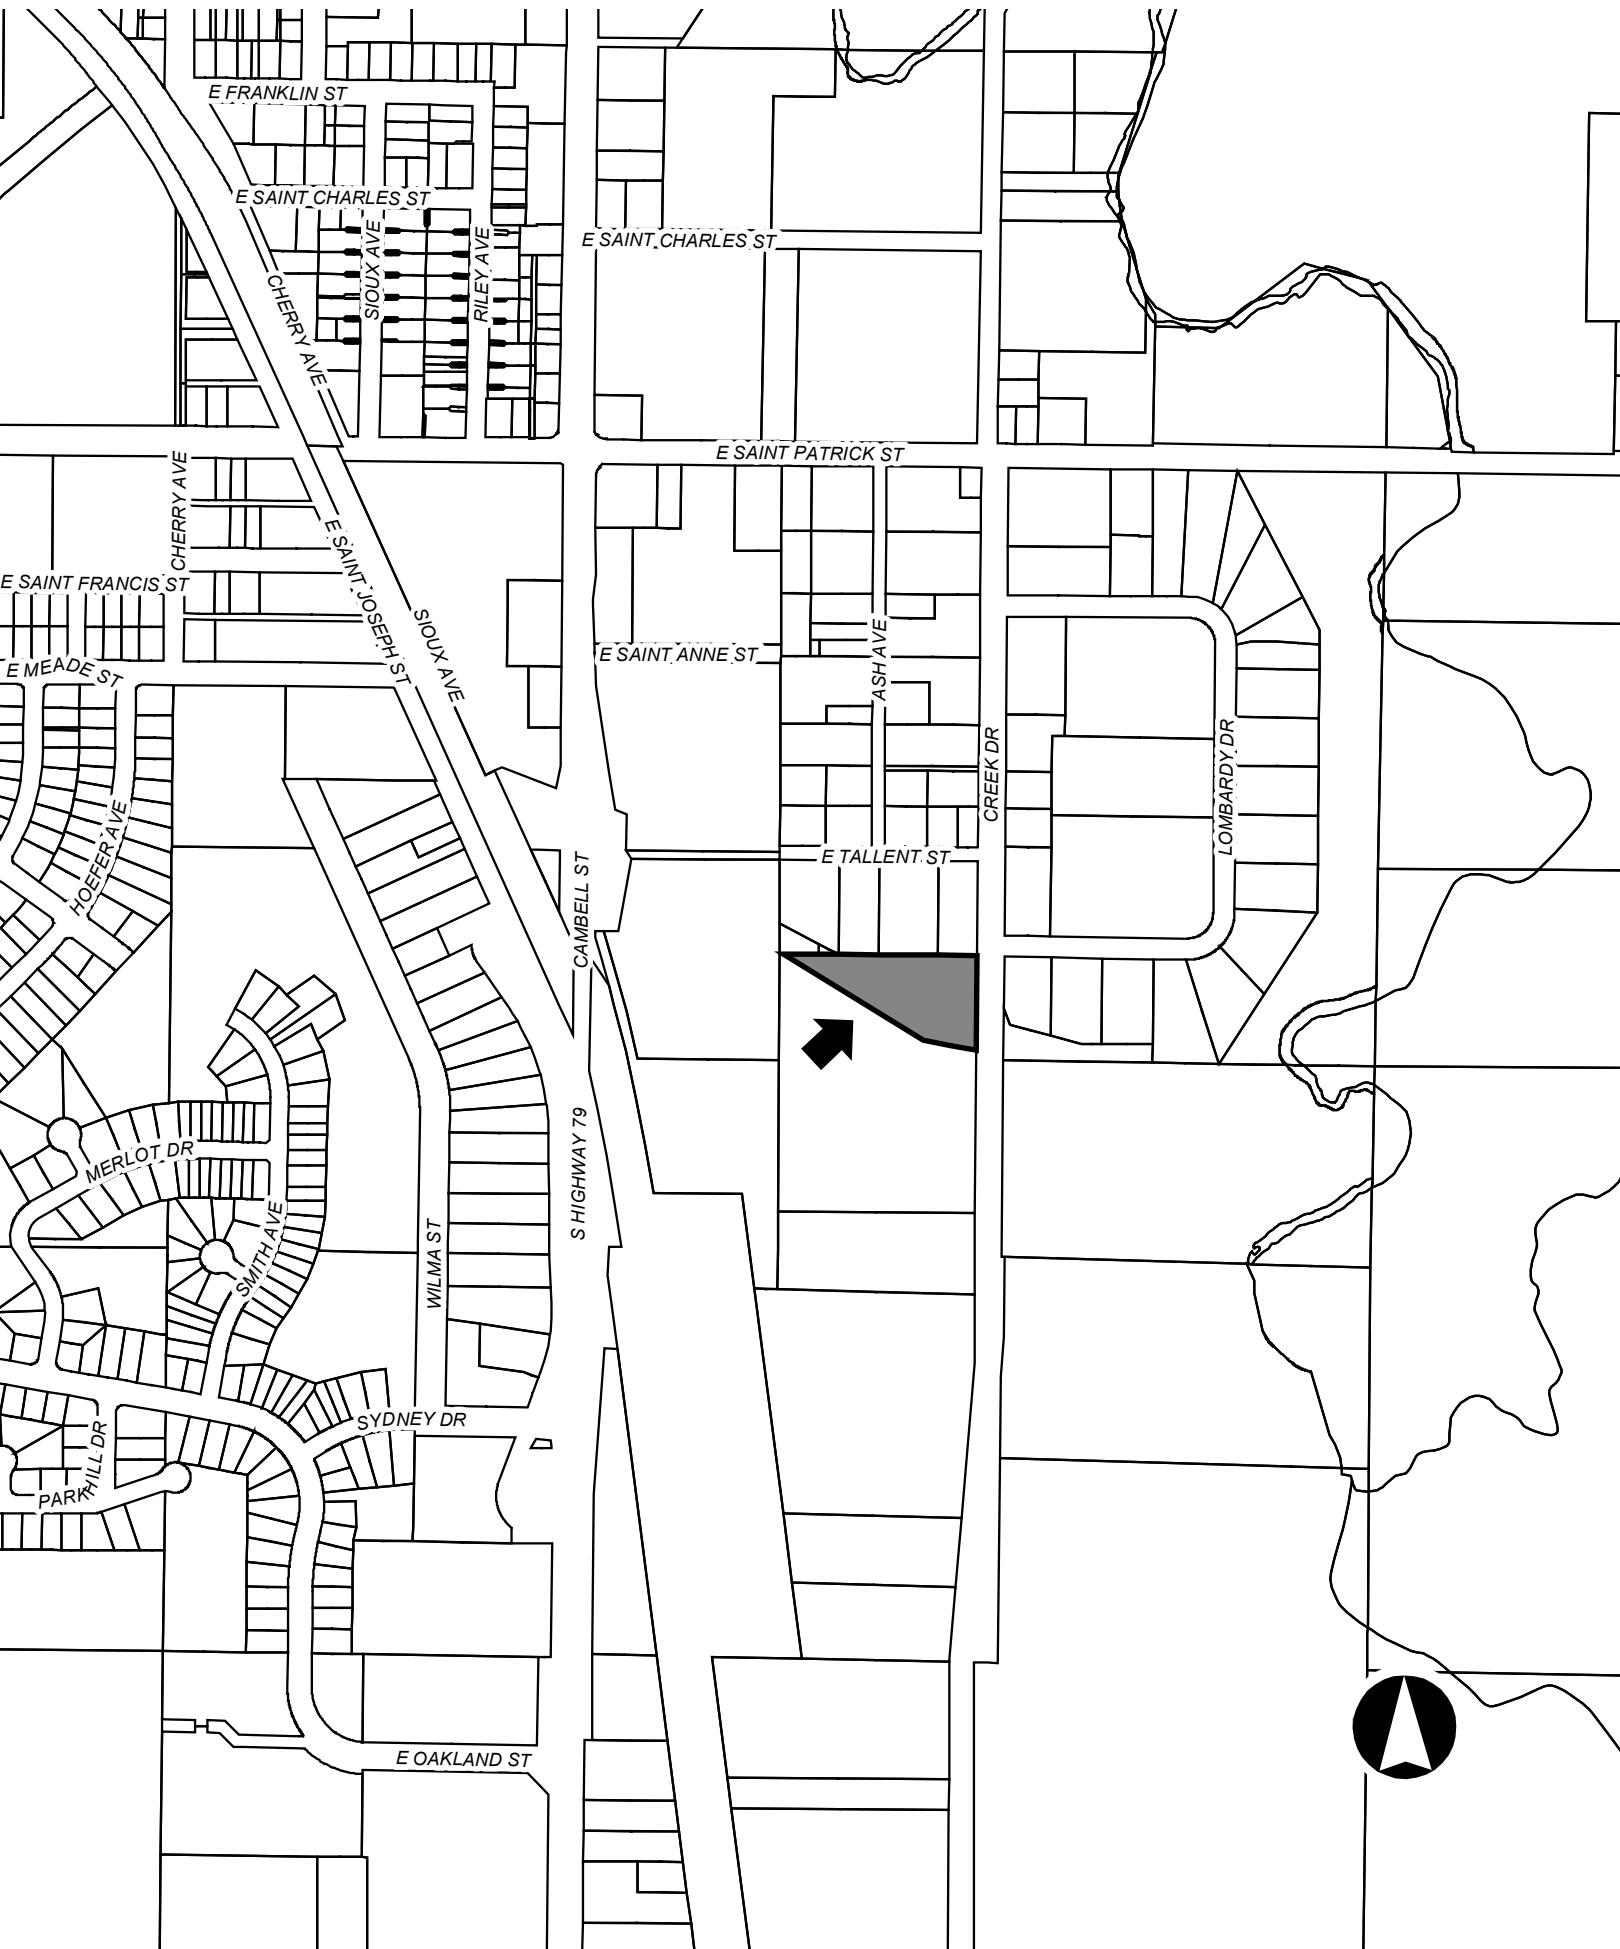 E FRANKLIN ST
E SAINT CHARLES ST
E SAINT CHARLES ST
SIOUX AVE
RILEY AVE
CHERRY AVE
E SAINT PATRICK ST
CHERRY AVE
E SAINT JOSEPH ST
E SAINT FRANCIS ST
SIOUX AVE
E SAINT ANNE ST
ASH AVE
E MEADE ST
CREEK DR
LOMBARDY DR
HOEFER AVE
E TALLENT ST
CAMBELL ST
MERLOT DR
S HIGHWAY 79
SMITH AVE
WILMA ST
SYDNEY DR
PARK HILL DR
E OAKLAND ST